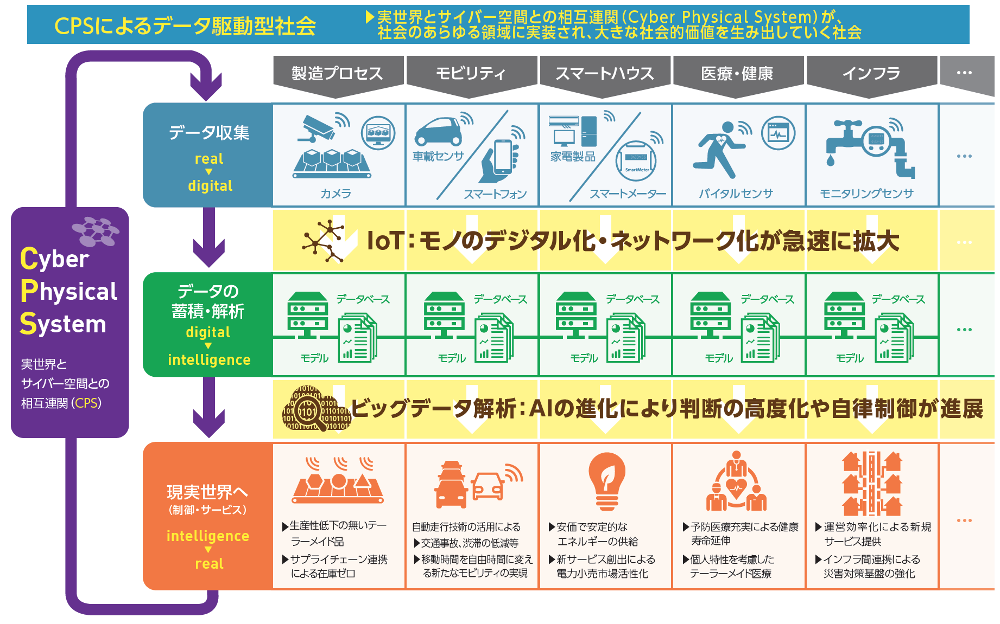 CPSによるデータ駆動型社会
▶実世界とサイバー空間との相互連関（Cyber Physical System）が、
社会のあらゆる領域に実装され、大きな社会的価値を生み出していく社会
製造プロセス
モビリティ
スマートハウス
医療・健康
インフラ
…
データ収集
real
▼
digital
カメラ
車載センサ
スマートフォン
家電製品
SmartMeter
スマートメーター
バイタルセンサ
モニタリングセンサ
…
IoT：モノのデジタル化・ネットワーク化が急速に拡大
…
Cyber
Physical
System
実世界と
サイバー空間との
相互連関（CPS）
データの
蓄積・解析
digital
▼
intelligence
データベース
モデル
データベース
モデル
データベース
モデル
データベース
モデル
データベース
モデル
…
ビッグデータ解析：AIの進化により判断の高度化や自律制御が進展
現実世界へ
（制御・サービス）
intelligence
▼
real
▶生産性低下の無いテー
ラーメイド品
▶サプライチェーン連携
による在庫ゼロ
自動走行技術の活用による
▶交通事故、渋滞の低減等
▶移動時間を自由時間に変え
る新たなモビリティの実現
▶安価で安定的な
エネルギーの供給
▶新サービス創出による
電力小売市場活性化
▶予防医療充実による健康
寿命延伸
▶個人特性を考慮した
テーラーメイド医療
▶運営効率化による新規
サービス提供
▶インフラ間連携による
災害対策基盤の強化
…